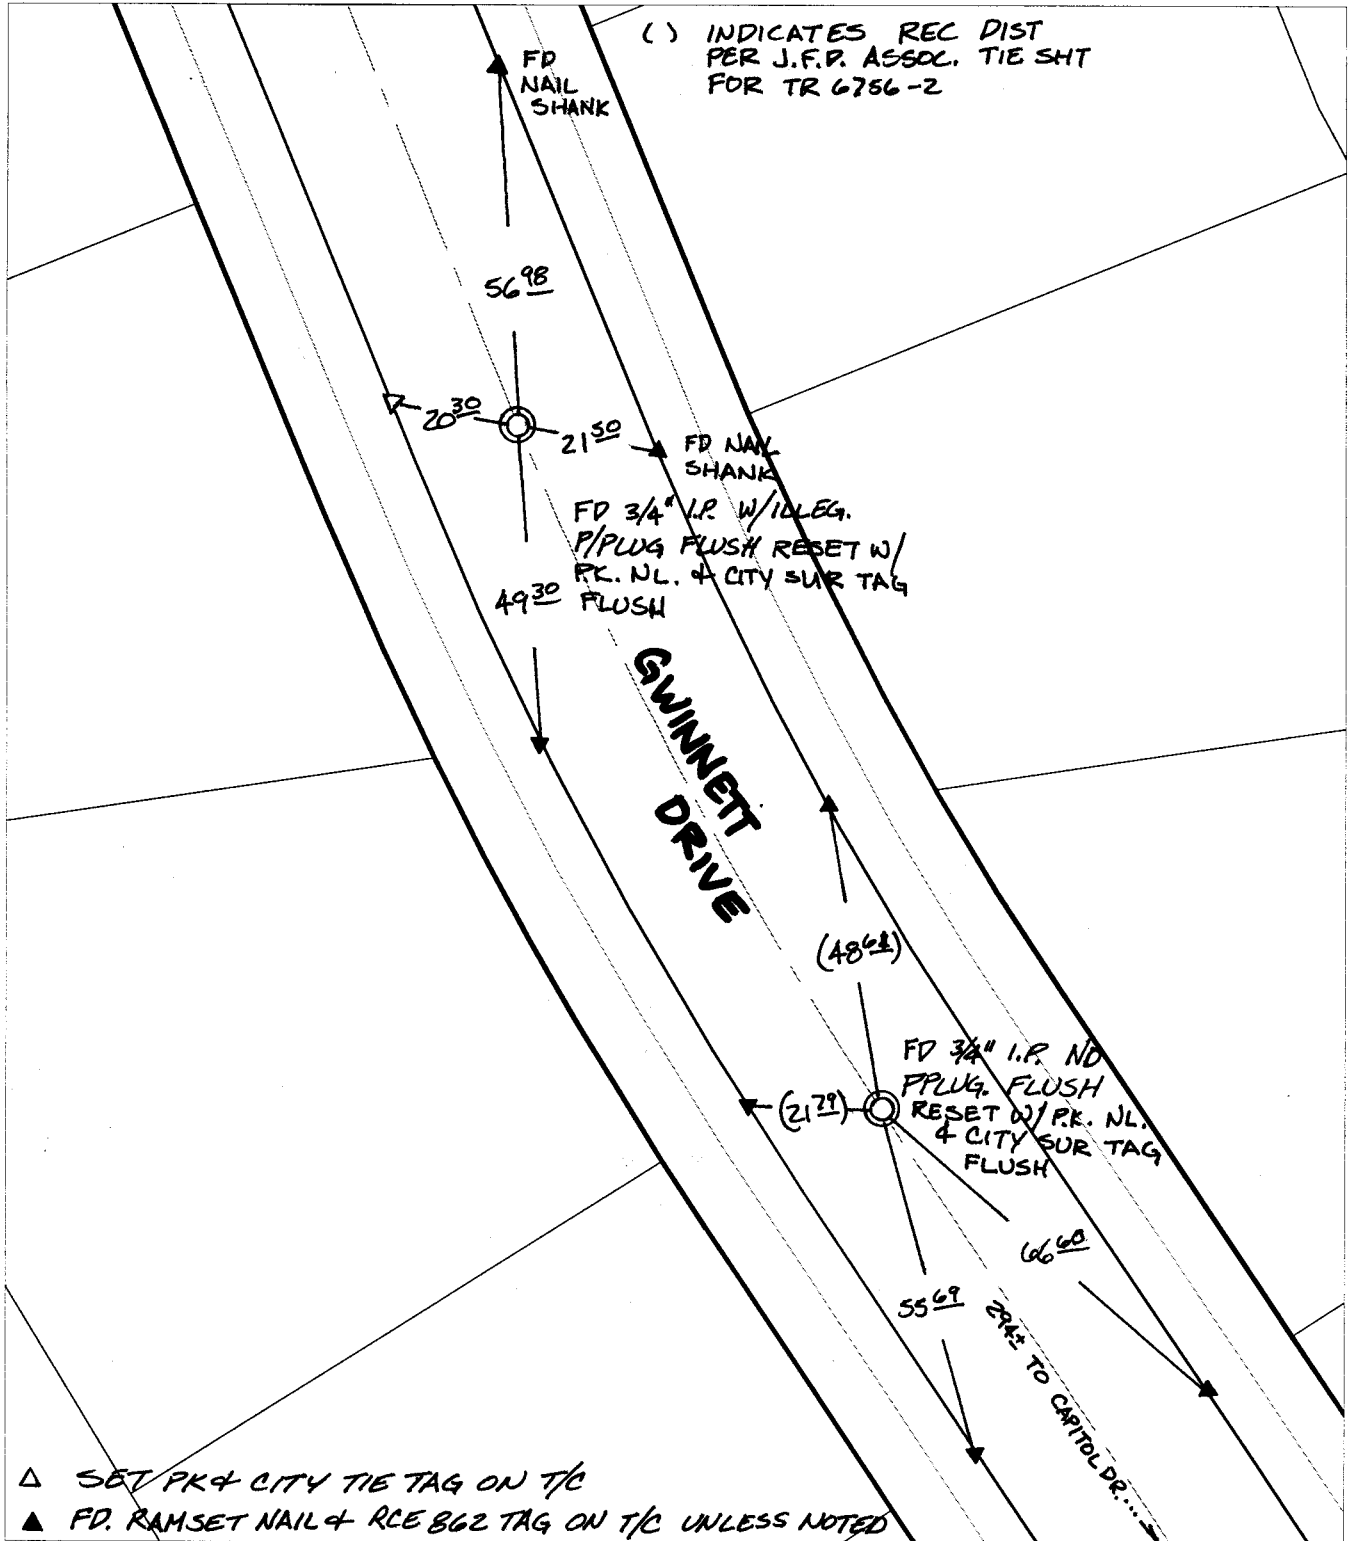 ( ) INDICATES REC DIST
PER J.F.D. ASSOC. TIE SHT
FOR TR 6756-2
FD
NAIL
SHANK
56 98
20 30
21 50
FD NAIL
SHANK
FD 3/4" I.P. W/ILLEG.
P/PLUG FLUSH RESET W/
P.K. NL. & CITY SUR TAG
FLUSH
49 30
GWINNETT
DRIVE
(48 )
FD 3/4" I.P. NO
PPLUG. FLUSH
RESET W/ P.K. NL.
& CITY SUR TAG
FLUSH
(21 79)
66 60
55 69
294± TO CAPITOL DR....
△ SET PK & CITY TIE TAG ON T/C
▲ FD. RAMSET NAIL & RCE 862 TAG ON T/C UNLESS NOTED